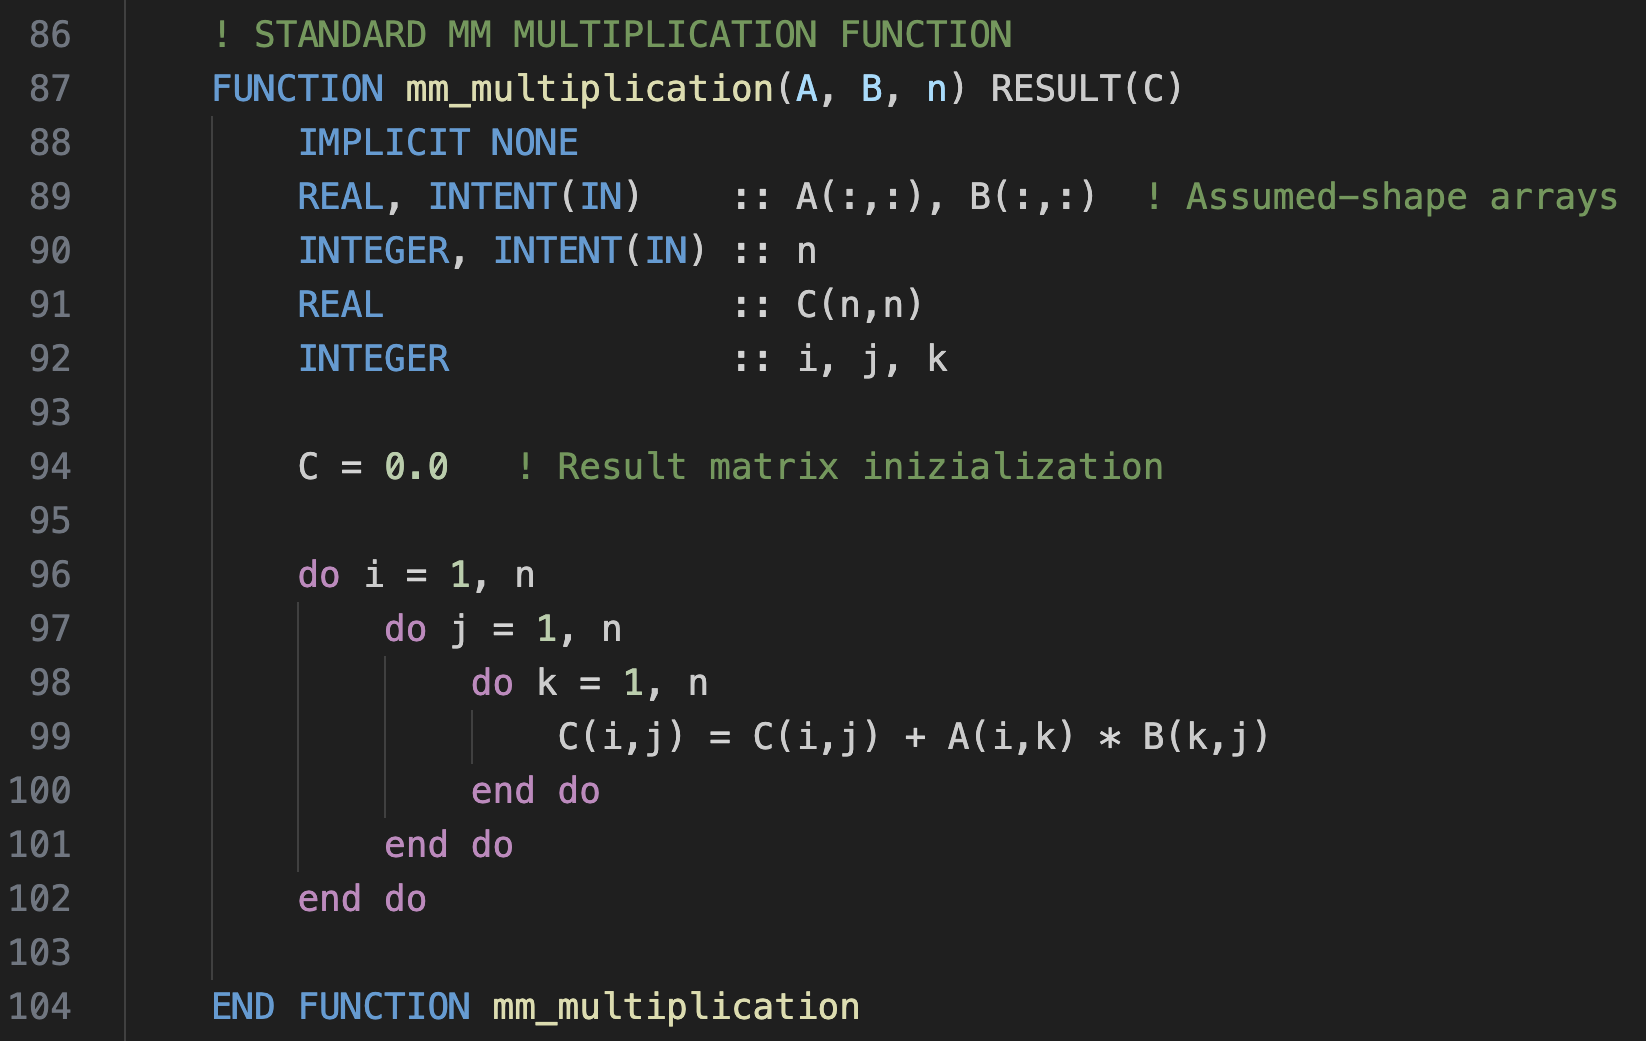 86 ! STANDARD MM MULTIPLICATION FUNCTION
87 FUNCTION mm_multiplication(A, B, n) RESULT(C)
88     IMPLICIT NONE
89     REAL, INTENT(IN)    :: A(:,:), B(:,:)  ! Assumed-shape arrays
90     INTEGER, INTENT(IN) :: n
91     REAL                :: C(n,n)
92     INTEGER             :: i, j, k
93
94     C = 0.0   ! Result matrix inizialization
95
96     do i = 1, n
97         do j = 1, n
98             do k = 1, n
99                 C(i,j) = C(i,j) + A(i,k) * B(k,j)
100             end do
101         end do
102     end do
103
104 END FUNCTION mm_multiplication